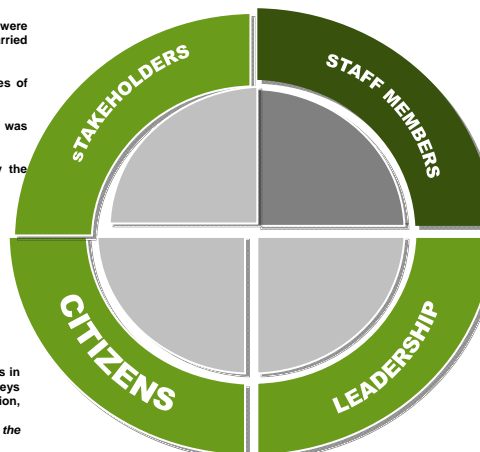 were
rried
es of
was
y the
sTAKEHOLDERS
STAFF MEMBERS
CITIZENS
LEADERSHIP
s in
eys
ion,
the